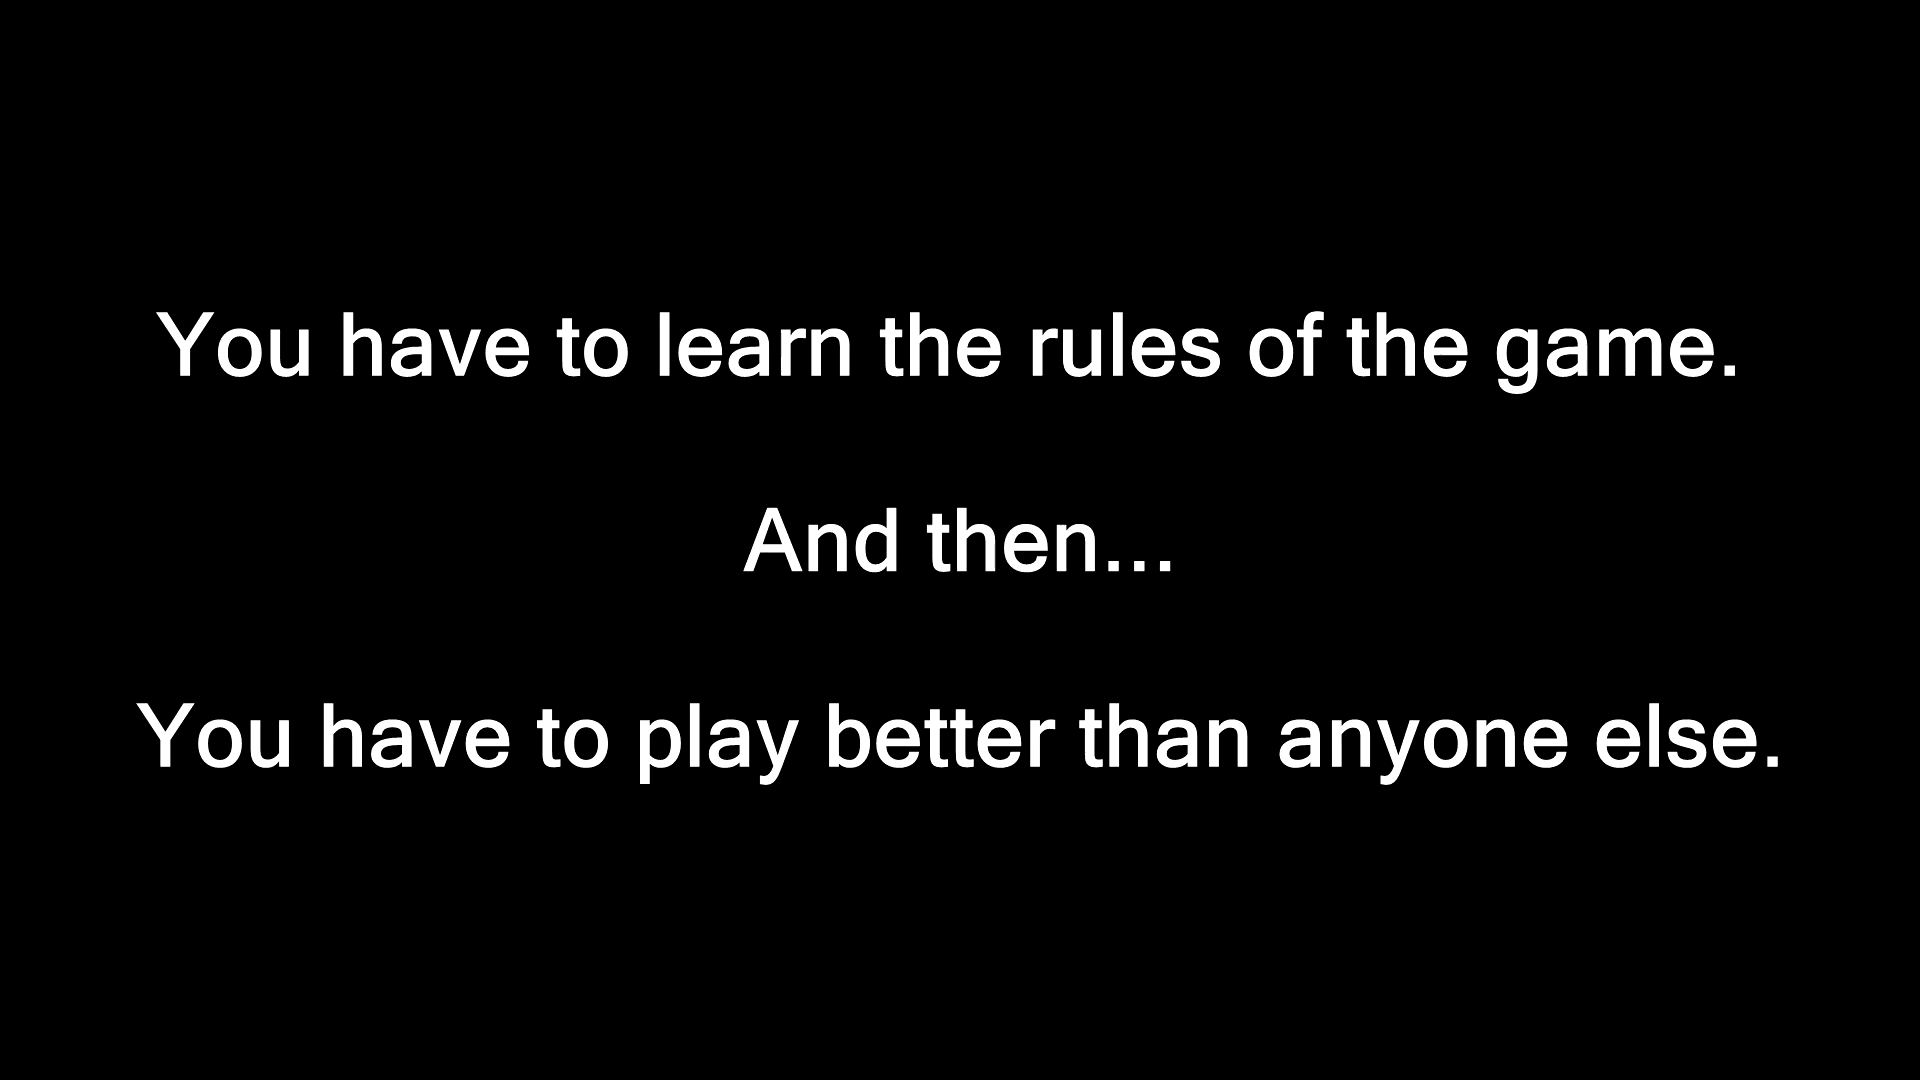 You have to learn the rules of the game.
And then...
You have to play better than anyone else.